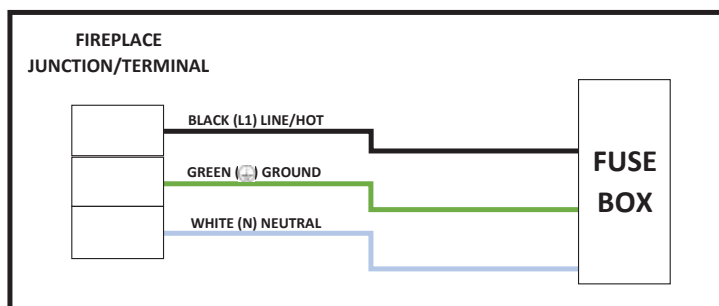 FIREPLACE
JUNCTION/TERMINAL
BLACK (L1) LINE/HOT
GREEN (⏚) GROUND
WHITE (N) NEUTRAL
FUSE
BOX